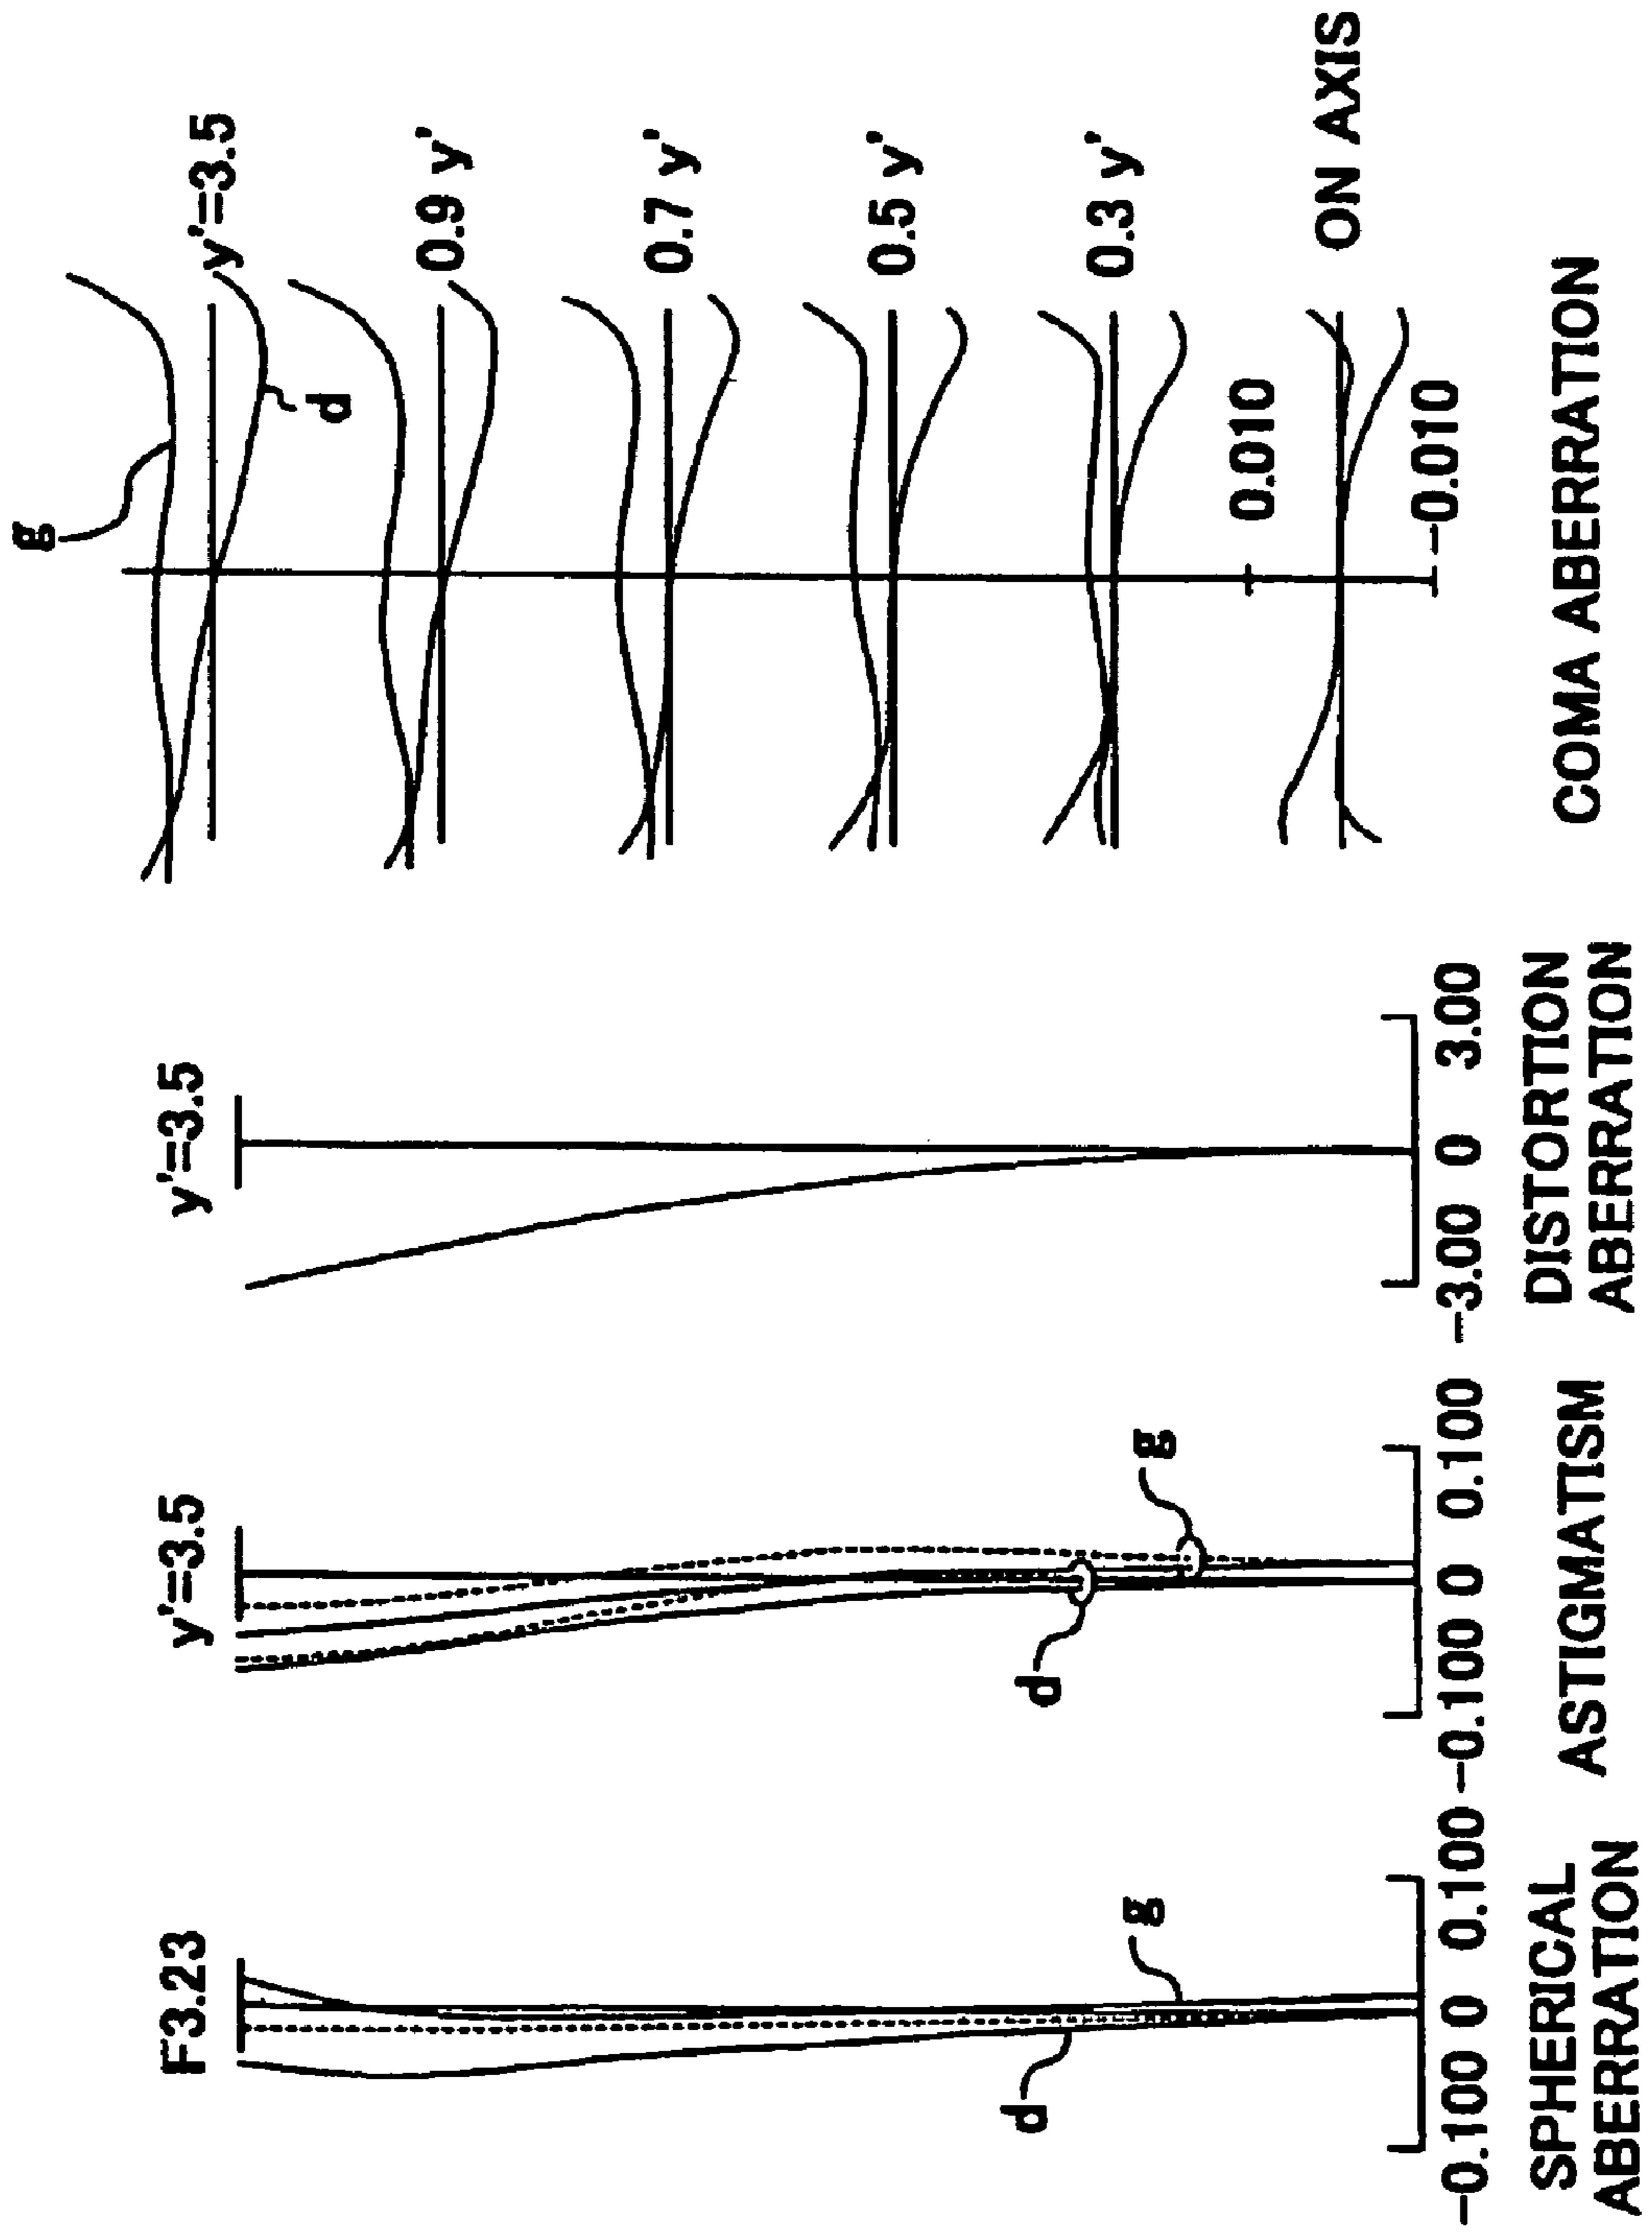 F3.23
d
g
-0.100 0 0.100
SPHERICAL
ABERRATION
y'=3.5
d
g
-0.100 0 0.100
ASTIGMATISM
y'=3.5
-3.00 0 3.00
DISTORTION
ABERRATION
g
y'=3.5
d
0.9 y'
0.7 y'
0.5 y'
0.3 y'
0.010
ON AXIS
-0.010
COMA ABERRATION